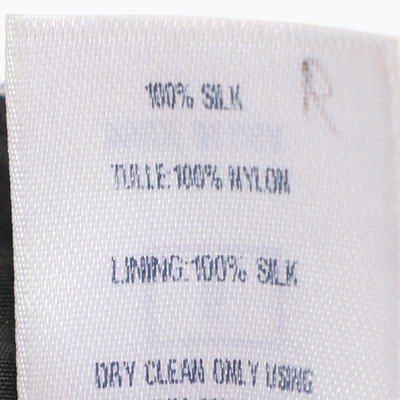 100% SILK
R
TULLE:100% NYLON
LINING:100% SILK
DRY CLEAN ONLY USING